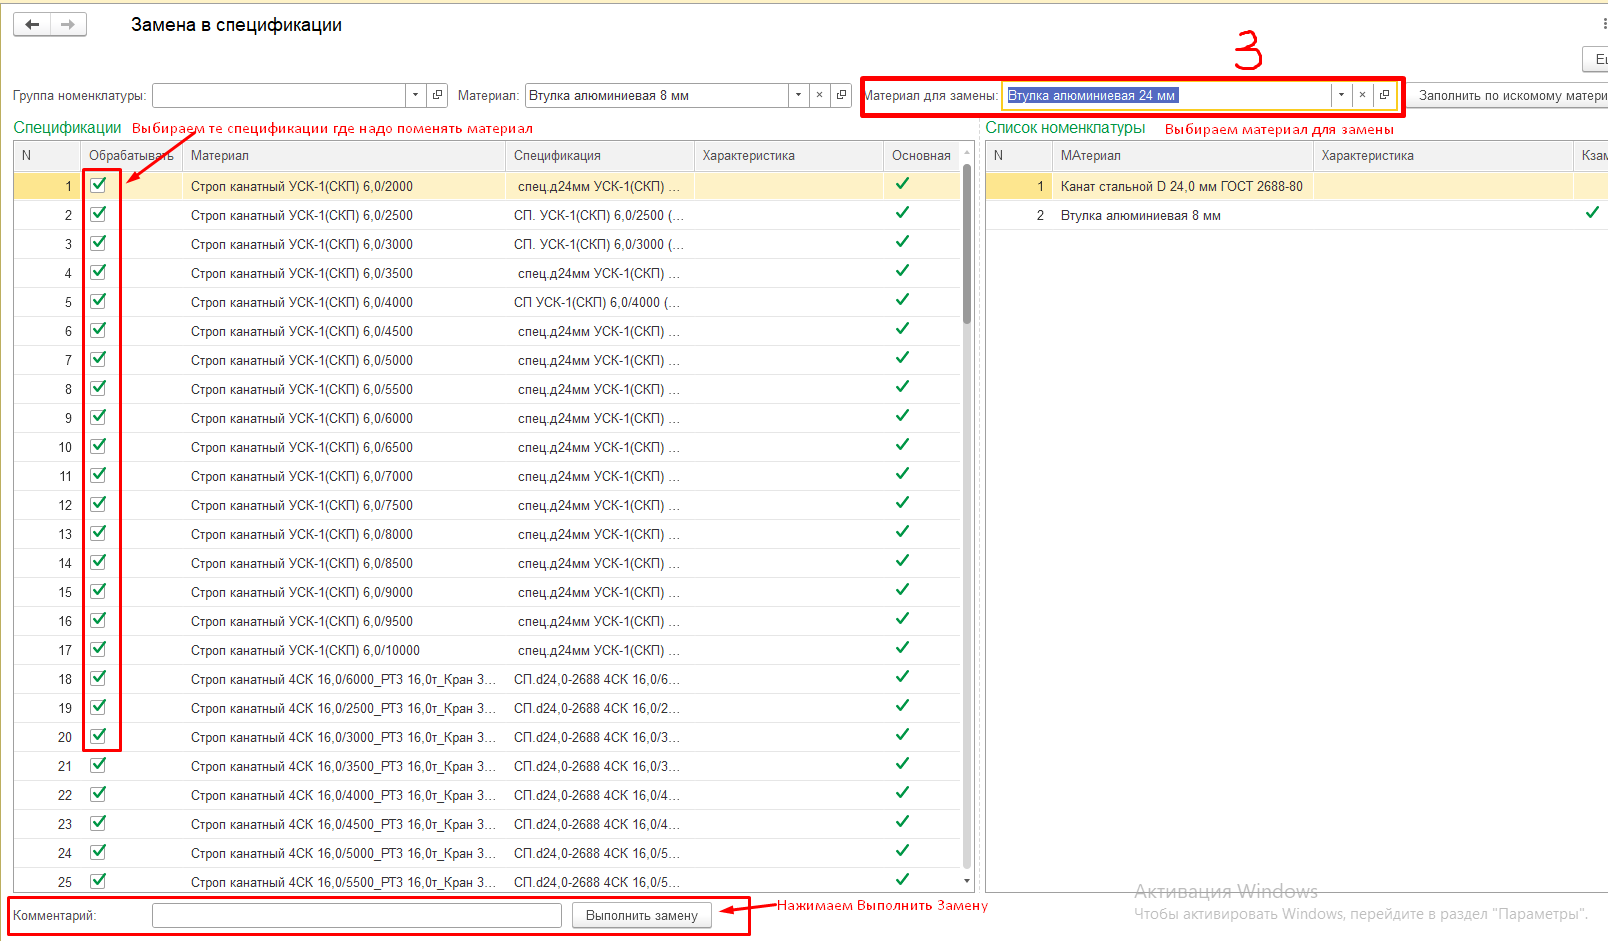 Замена в спецификации
3
Ец
Группа номенклатуры: Материал: Втулка алюминиевая 8 мм Материал для замены: Втулка алюминиевая 24 мм Заполнить по искомому матери
Спецификации Выбираем те спецификации где надо поменять материал Список номенклатуры Выбираем материал для замены
N Обрабатывать Материал Спецификация Характеристика Основная N МАтериал Характеристика Кзам
1 Строп канатный УСК-1(СКП) 6,0/2000 спец.д24мм УСК-1(СКП) ... 1 Канат стальной D 24,0 мм ГОСТ 2688-80
2 Строп канатный УСК-1(СКП) 6,0/2500 СП. УСК-1(СКП) 6,0/2500 (... 2 Втулка алюминиевая 8 мм
3 Строп канатный УСК-1(СКП) 6,0/3000 СП. УСК-1(СКП) 6,0/3000 (...
4 Строп канатный УСК-1(СКП) 6,0/3500 спец.д24мм УСК-1(СКП) ...
5 Строп канатный УСК-1(СКП) 6,0/4000 СП УСК-1(СКП) 6,0/4000 (...
6 Строп канатный УСК-1(СКП) 6,0/4500 спец.д24мм УСК-1(СКП) ...
7 Строп канатный УСК-1(СКП) 6,0/5000 спец.д24мм УСК-1(СКП) ...
8 Строп канатный УСК-1(СКП) 6,0/5500 спец.д24мм УСК-1(СКП) ...
9 Строп канатный УСК-1(СКП) 6,0/6000 спец.д24мм УСК-1(СКП) ...
10 Строп канатный УСК-1(СКП) 6,0/6500 спец.д24мм УСК-1(СКП) ...
11 Строп канатный УСК-1(СКП) 6,0/7000 спец.д24мм УСК-1(СКП) ...
12 Строп канатный УСК-1(СКП) 6,0/7500 спец.д24мм УСК-1(СКП) ...
13 Строп канатный УСК-1(СКП) 6,0/8000 спец.д24мм УСК-1(СКП) ...
14 Строп канатный УСК-1(СКП) 6,0/8500 спец.д24мм УСК-1(СКП) ...
15 Строп канатный УСК-1(СКП) 6,0/9000 спец.д24мм УСК-1(СКП) ...
16 Строп канатный УСК-1(СКП) 6,0/9500 спец.д24мм УСК-1(СКП) ...
17 Строп канатный УСК-1(СКП) 6,0/10000 спец.д24мм УСК-1(СКП) ...
18 Строп канатный 4СК 16,0/6000_РТ3 16,0т_Кран 3... СП.d24,0-2688 4СК 16,0/6...
19 Строп канатный 4СК 16,0/2500_РТ3 16,0т_Кран 3... СП.d24,0-2688 4СК 16,0/2...
20 Строп канатный 4СК 16,0/3000_РТ3 16,0т_Кран 3... СП.d24,0-2688 4СК 16,0/3...
21 Строп канатный 4СК 16,0/3500_РТ3 16,0т_Кран 3... СП.d24,0-2688 4СК 16,0/3...
22 Строп канатный 4СК 16,0/4000_РТ3 16,0т_Кран 3... СП.d24,0-2688 4СК 16,0/4...
23 Строп канатный 4СК 16,0/4500_РТ3 16,0т_Кран 3... СП.d24,0-2688 4СК 16,0/4...
24 Строп канатный 4СК 16,0/5000_РТ3 16,0т_Кран 3... СП.d24,0-2688 4СК 16,0/5...
25 Строп канатный 4СК 16,0/5500_РТ3 16,0т_Кран 3... СП.d24,0-2688 4СК 16,0/5...
Активация Windows
Комментарий: Выполнить замену Нажимаем Выполнить Замену Чтобы активировать Windows, перейдите в раздел "Параметры".